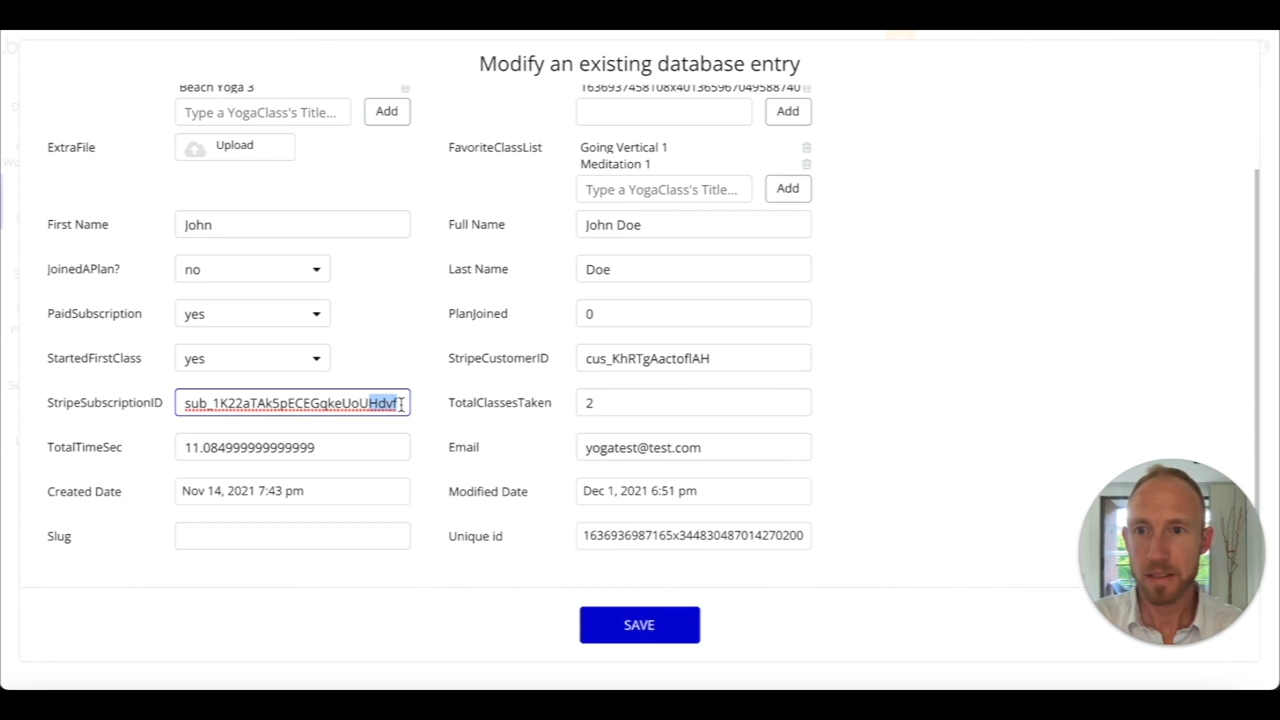 Modify an existing database entry
Beach Yoga 3
1636937458108x401365967049588740
Type a YogaClass's Title... Add
Add
ExtraFile Upload
FavoriteClassList Going Vertical 1
Meditation 1
Type a YogaClass's Title... Add
First Name John
Full Name John Doe
JoinedAPlan? no
Last Name Doe
PaidSubscription yes
PlanJoined 0
StartedFirstClass yes
StripeCustomerID cus_KhRTgAactoflAH
StripeSubscriptionID sub_1K22aTAk5pECEGqkeUoUHdvf
TotalClassesTaken 2
TotalTimeSec 11.084999999999999
Email yogatest@test.com
Created Date Nov 14, 2021 7:43 pm
Modified Date Dec 1, 2021 6:51 pm
Slug
Unique id 1636936987165x344830487014270200
SAVE